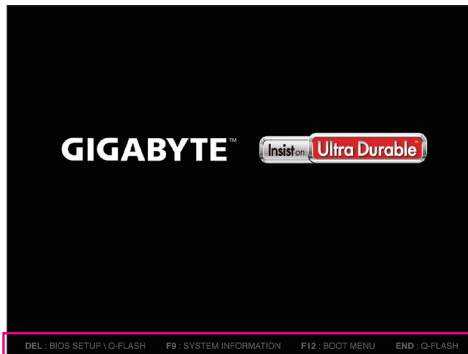 GIGABYTE™ Insist on Ultra Durable™
DEL : BIOS SETUP \ Q-FLASH F9 : SYSTEM INFORMATION F12 : BOOT MENU END : Q-FLASH